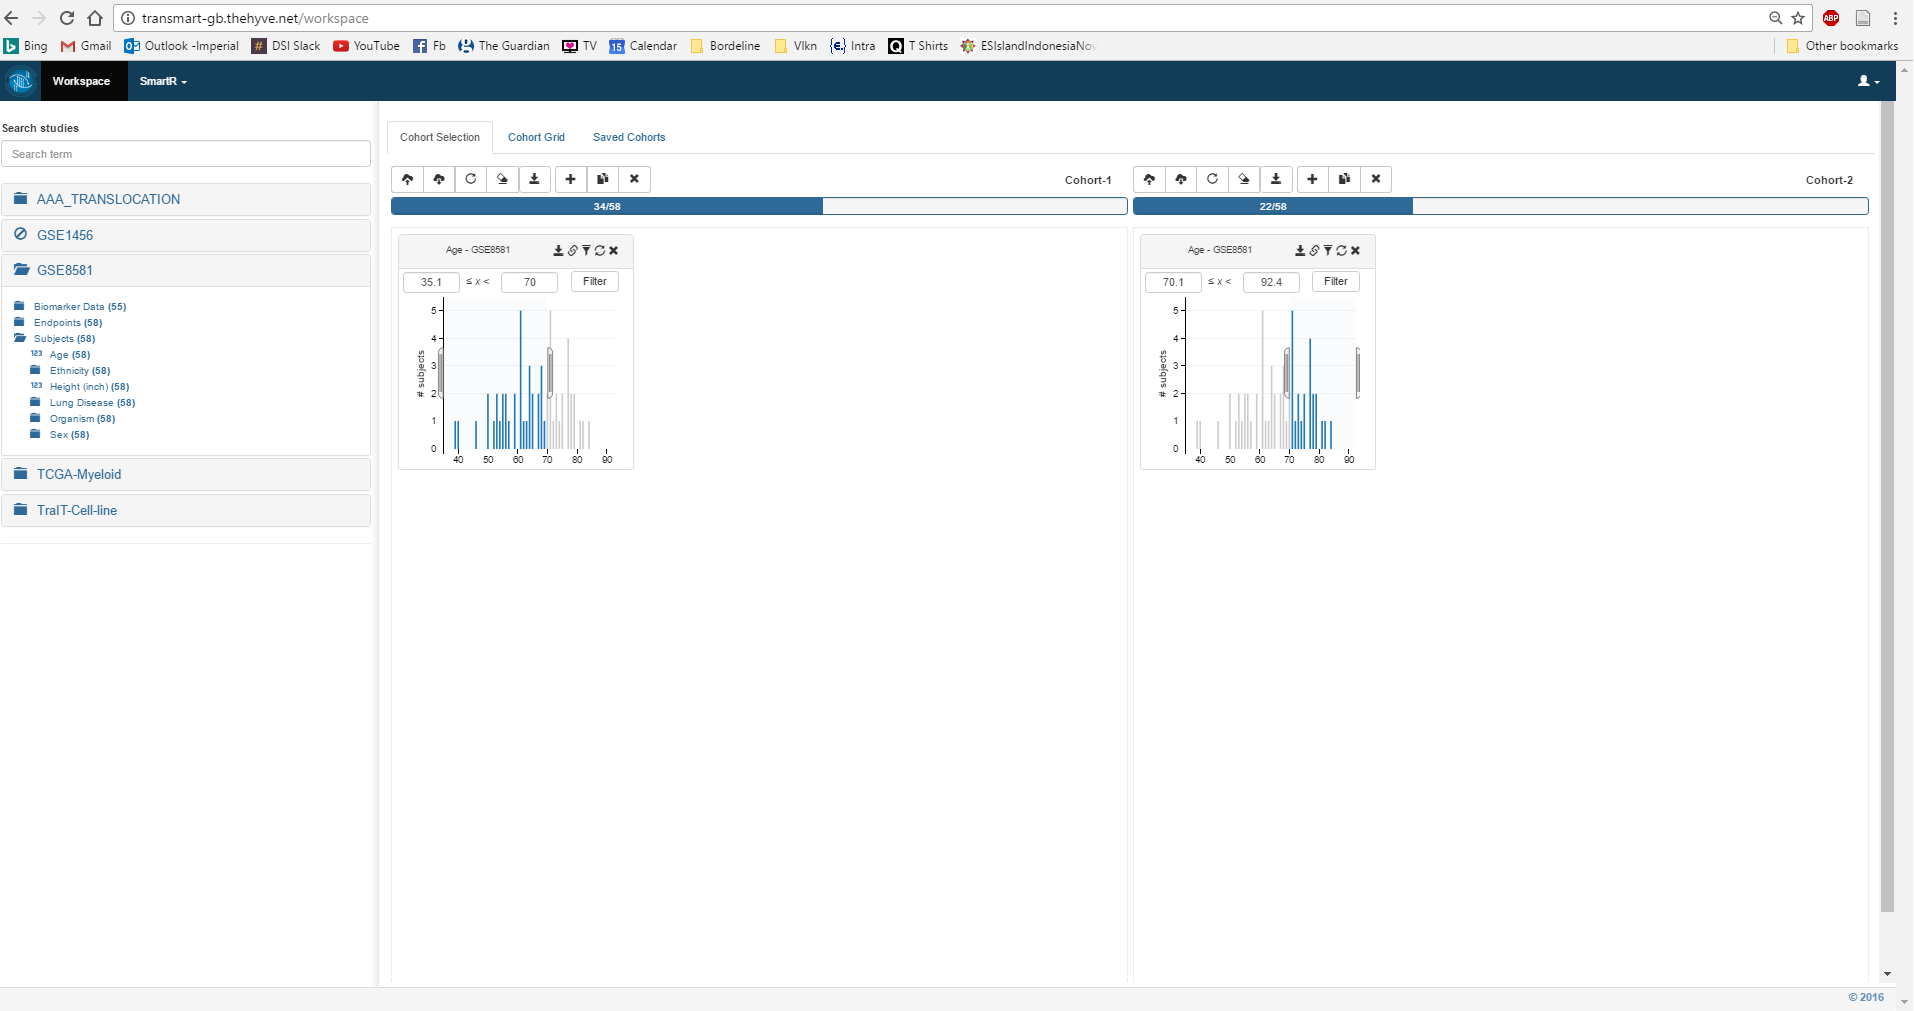 transmart-gb.thehyve.net/workspace
ABP
Bing Gmail Outlook -Imperial # DSI Slack YouTube Fb The Guardian TV 15 Calendar Bordeline Vlkn {e.} Intra Q T Shirts ESIslandIndonesiaNov Other bookmarks
Workspace SmartR
Search studies
Search term
AAA_TRANSLOCATION
GSE1456
GSE8581
Biomarker Data (55)
Endpoints (58)
Subjects (58)
123 Age (58)
Ethnicity (58)
123 Height (inch) (58)
Lung Disease (58)
Organism (58)
Sex (58)
TCGA-Myeloid
TraIT-Cell-line
Cohort Selection Cohort Grid Saved Cohorts
Cohort-1
34/58
Age - GSE8581
35.1 ≤ x < 70 Filter
# subjects
5
4
3
2
1
0
40 50 60 70 80 90
Cohort-2
22/58
Age - GSE8581
70.1 ≤ x < 92.4 Filter
# subjects
5
4
3
2
1
0
40 50 60 70 80 90
© 2016